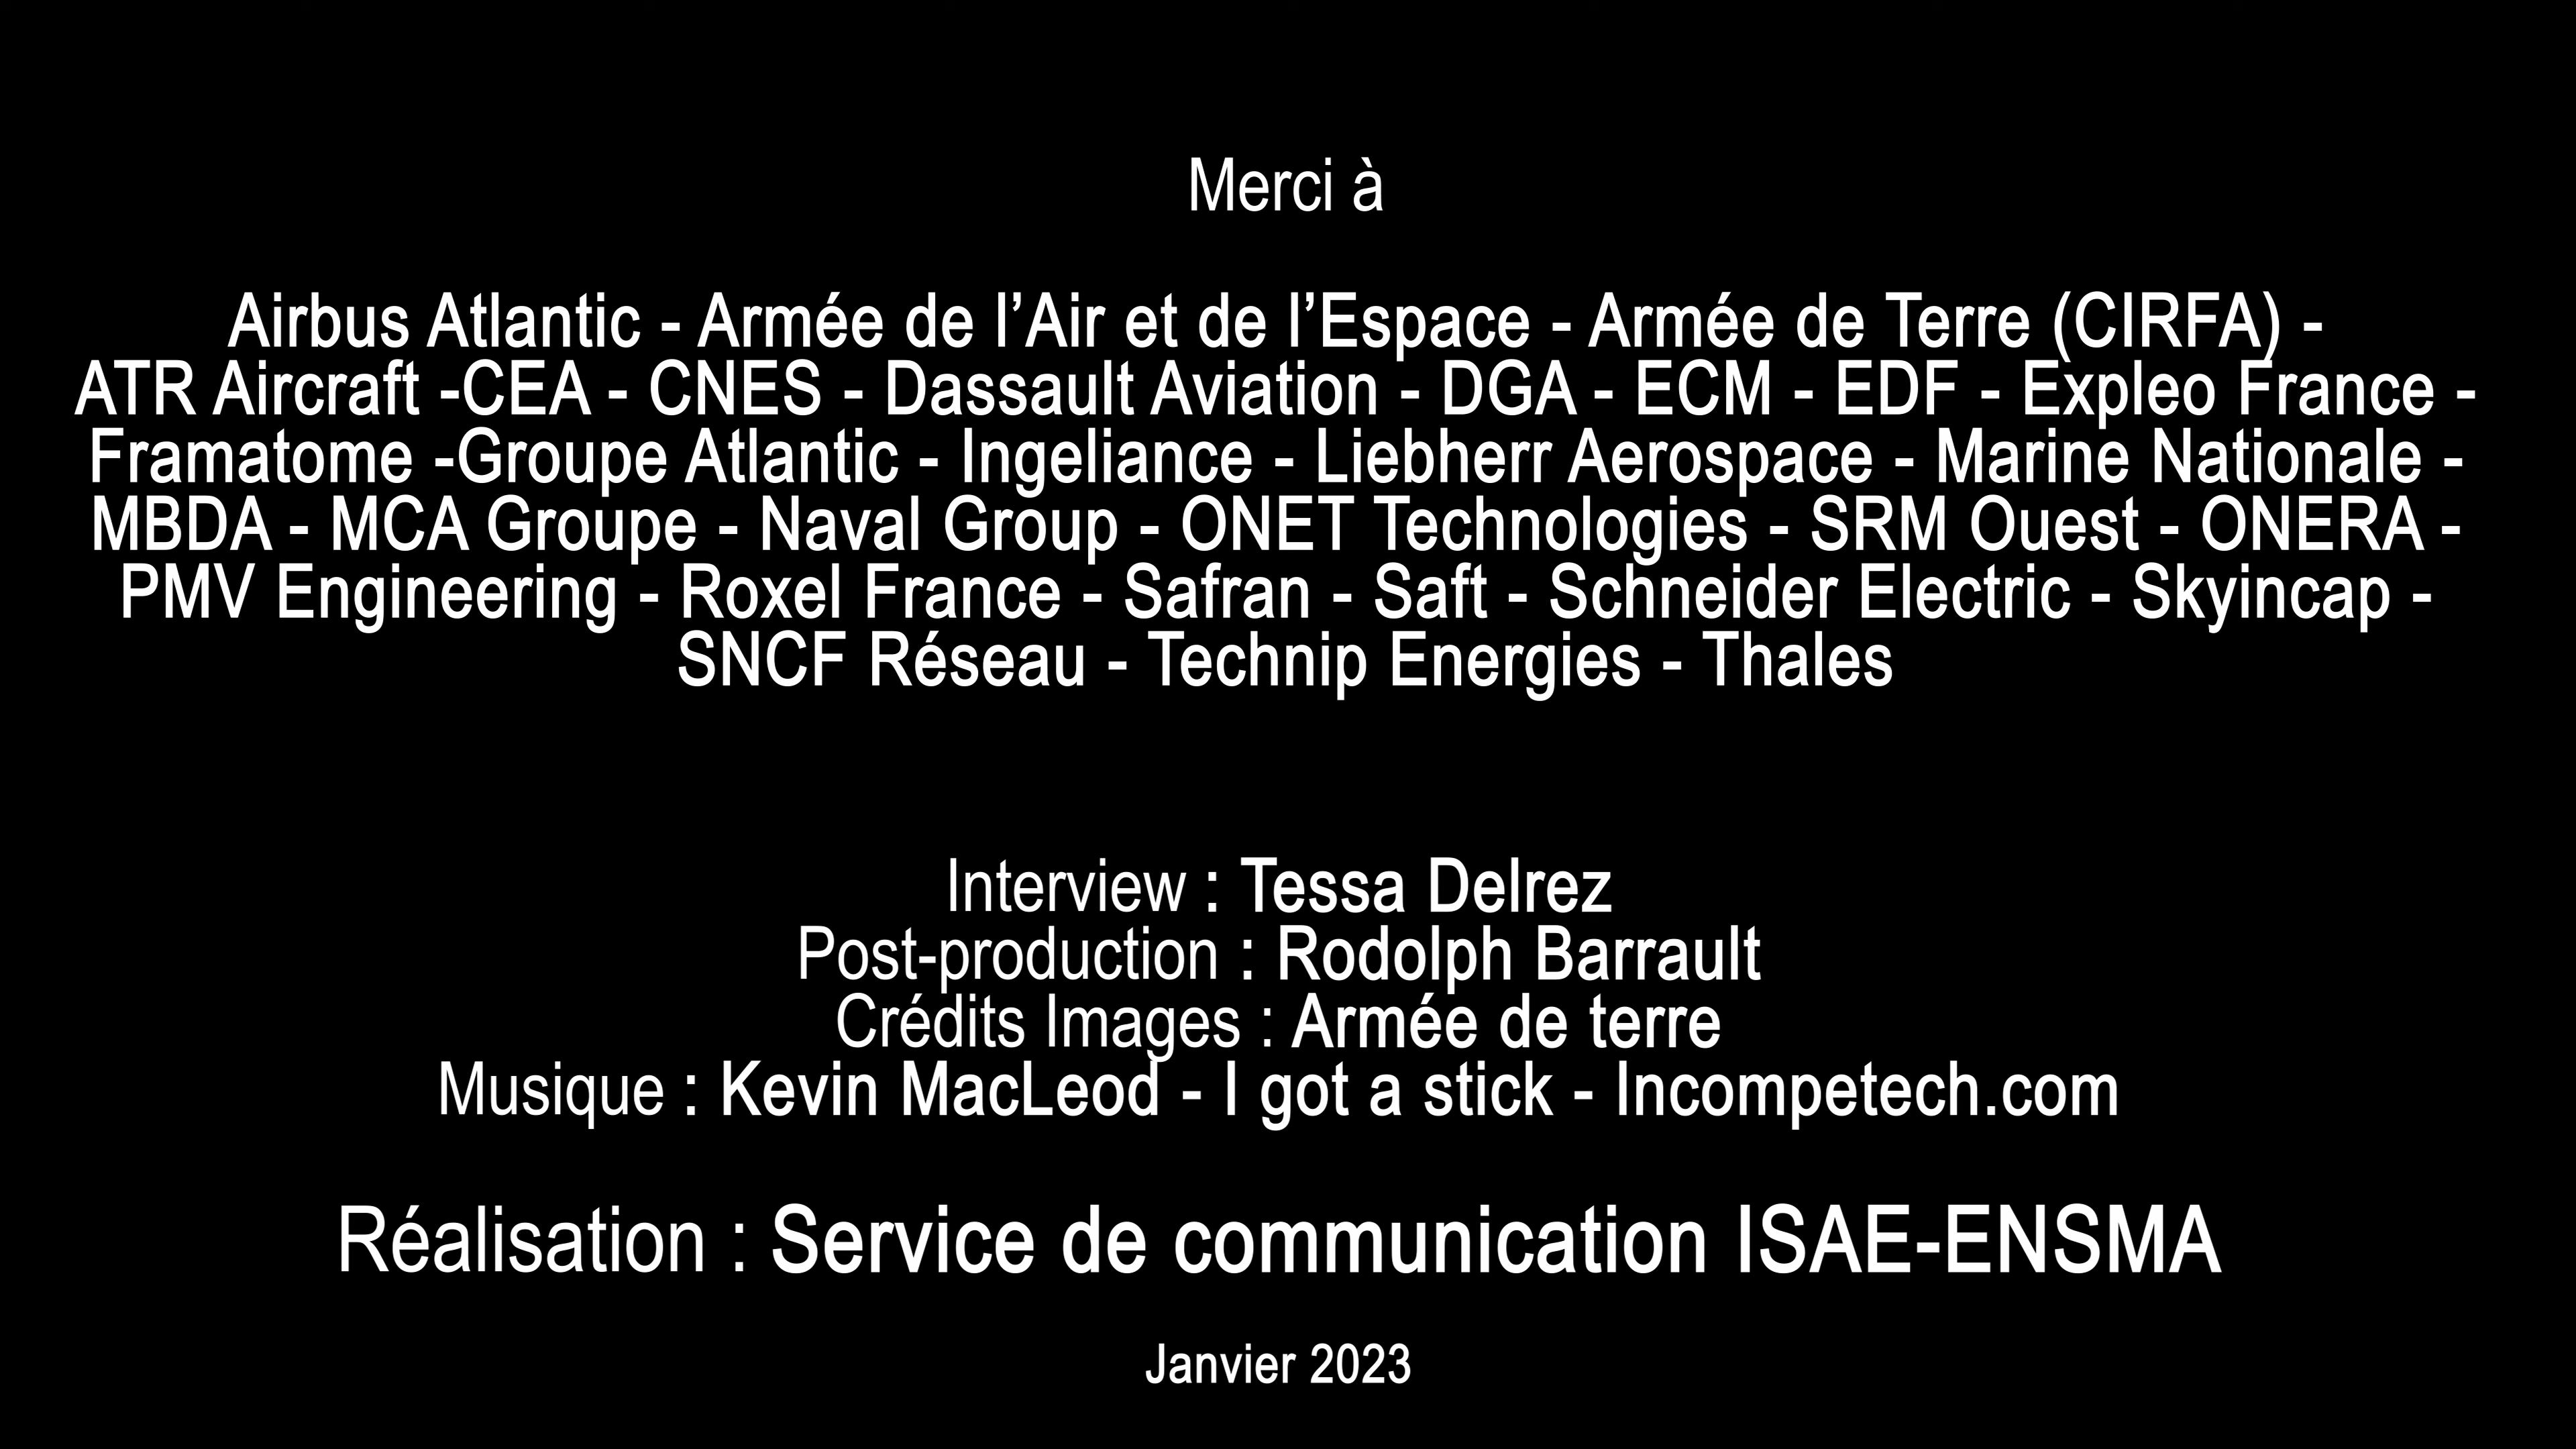 Merci à
Airbus Atlantic - Armée de l’Air et de l’Espace - Armée de Terre (CIRFA) -
ATR Aircraft -CEA - CNES - Dassault Aviation - DGA - ECM - EDF - Expleo France -
Framatome -Groupe Atlantic - Ingeliance - Liebherr Aerospace - Marine Nationale -
MBDA - MCA Groupe - Naval Group - ONET Technologies - SRM Ouest - ONERA -
PMV Engineering - Roxel France - Safran - Saft - Schneider Electric - Skyincap -
SNCF Réseau - Technip Energies - Thales
Interview : Tessa Delrez
Post-production : Rodolph Barrault
Crédits Images : Armée de terre
Musique : Kevin MacLeod - I got a stick - Incompetech.com
Réalisation : Service de communication ISAE-ENSMA
Janvier 2023